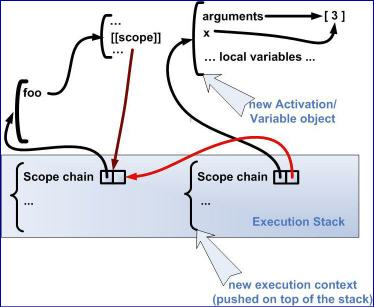 ...
[[scope]]
...
arguments
[ 3 ]
x
... local variables ...
foo
new Activation/
Variable object
Scope chain
...
Scope chain
...
Execution Stack
new execution context
(pushed on top of the stack)